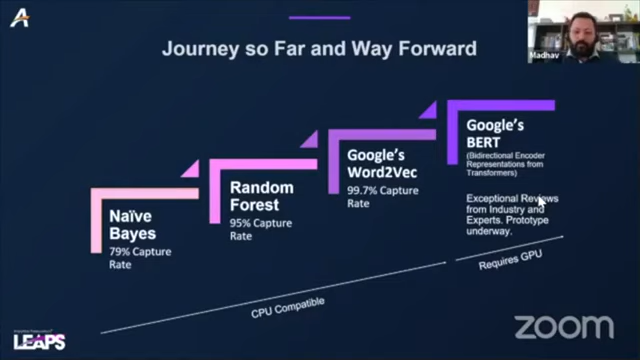 Journey so Far and Way Forward
Madhav
Naïve
Bayes
79% Capture
Rate
Random
Forest
95% Capture
Rate
Google's
Word2Vec
99.7% Capture
Rate
Google's
BERT
(Bidirectional Encoder
Representations from
Transformers)
Exceptional Reviews
from Industry and
Experts. Prototype
underway.
CPU Compatible
Requires GPU
LEAPS
zoom